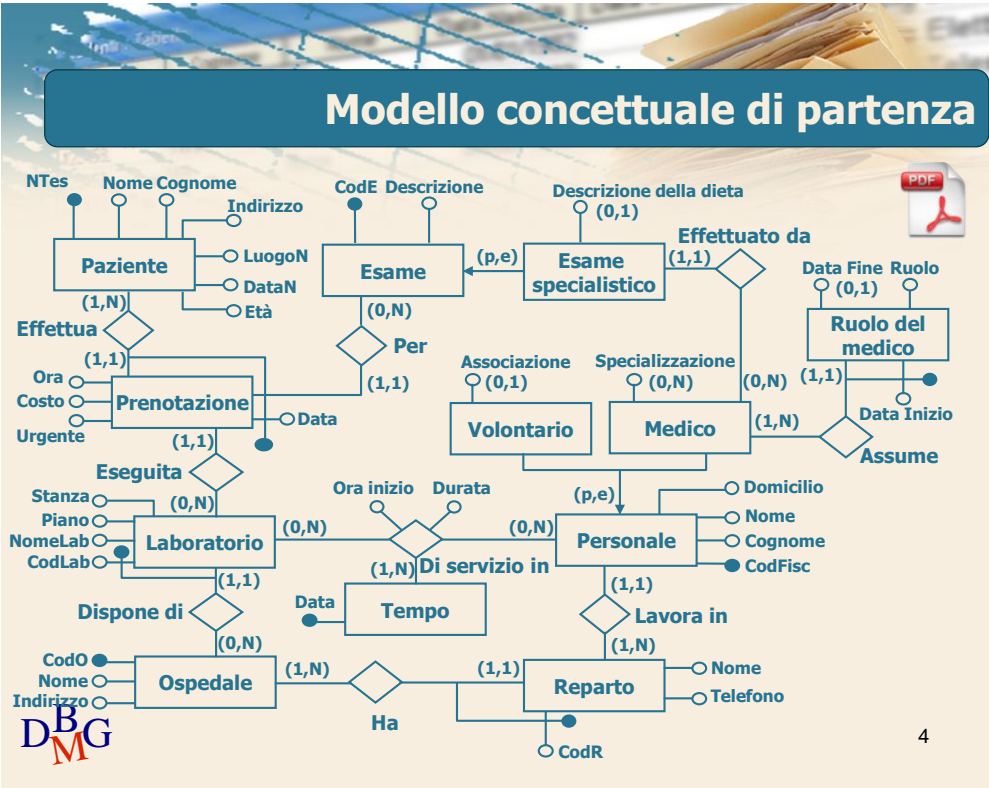 Modello concettuale di partenza
PDF
NTes
Nome Cognome
Indirizzo
LuogoN
DataN
Età
Paziente
CodE Descrizione
Esame
(p,e)
Descrizione della dieta
(0,1)
Esame
specialistico
(1,1)
Effettuato da
Data Fine Ruolo
(0,1)
Ruolo del
medico
(1,N)
Effettua
(1,1)
(0,N)
Per
(1,1)
Ora
Costo
Urgente
Prenotazione
Data
Associazione
(0,1)
Volontario
Specializzazione
(0,N)
Medico
(0,N)
(1,1)
Data Inizio
(1,N)
Assume
(1,1)
Eseguita
(0,N)
(p,e)
Stanza
Piano
NomeLab
CodLab
Laboratorio
(0,N)
Ora inizio Durata
(0,N)
(1,N)
Di servizio in
Personale
Domicilio
Nome
Cognome
CodFisc
(1,1)
Dispone di
(0,N)
Data
Tempo
(1,1)
Lavora in
(1,N)
CodO
Nome
Indirizzo
Ospedale
(1,N)
Ha
(1,1)
Reparto
Nome
Telefono
CodR
DBMG
4